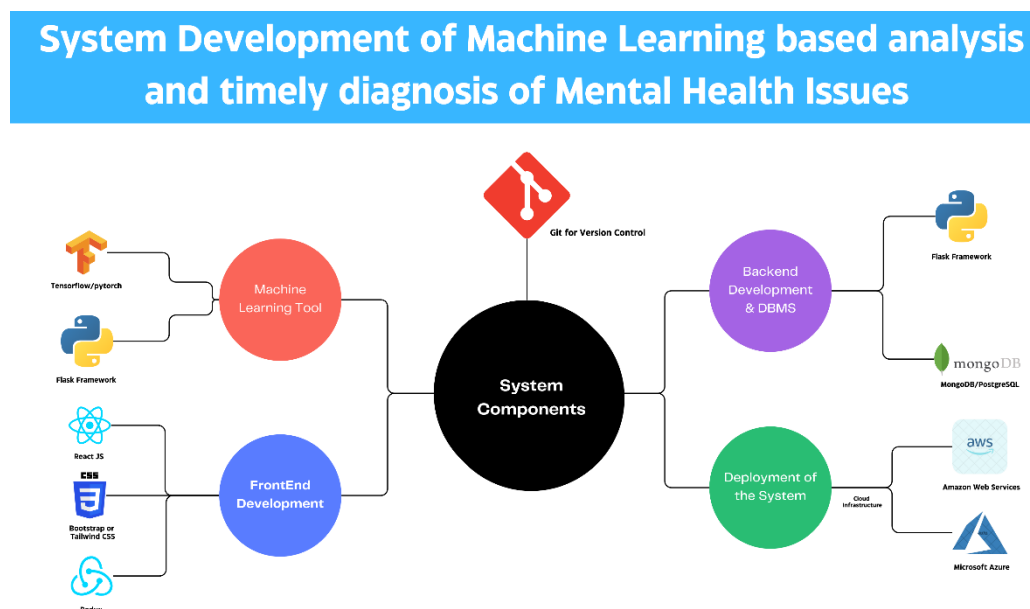 System Development of Machine Learning based analysis
and timely diagnosis of Mental Health Issues
Git for Version Control
Tensorflow/pytorch
Machine
Learning Tool
Flask Framework
Backend
Development
& DBMS
Flask Framework
mongoDB
MongoDB/PostgreSQL
System
Components
React JS
CSS
3
Bootstrap or
Tailwind CSS
FrontEnd
Development
Deployment of
the System
Cloud
Infrastructure
aws
Amazon Web Services
Microsoft Azure